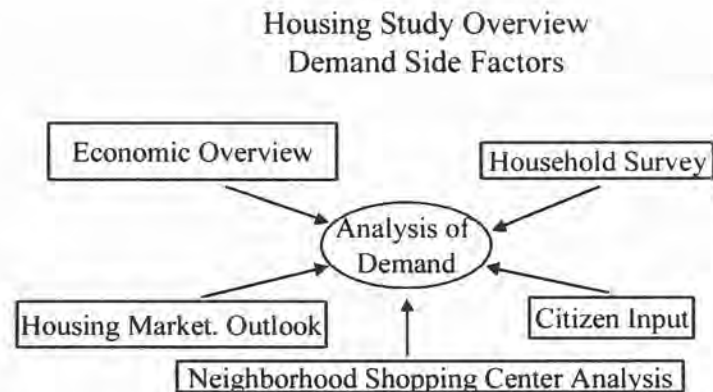 Housing Study Overview
Demand Side Factors
Economic Overview
Household Survey
Analysis of
Demand
Housing Market. Outlook
Citizen Input
Neighborhood Shopping Center Analysis